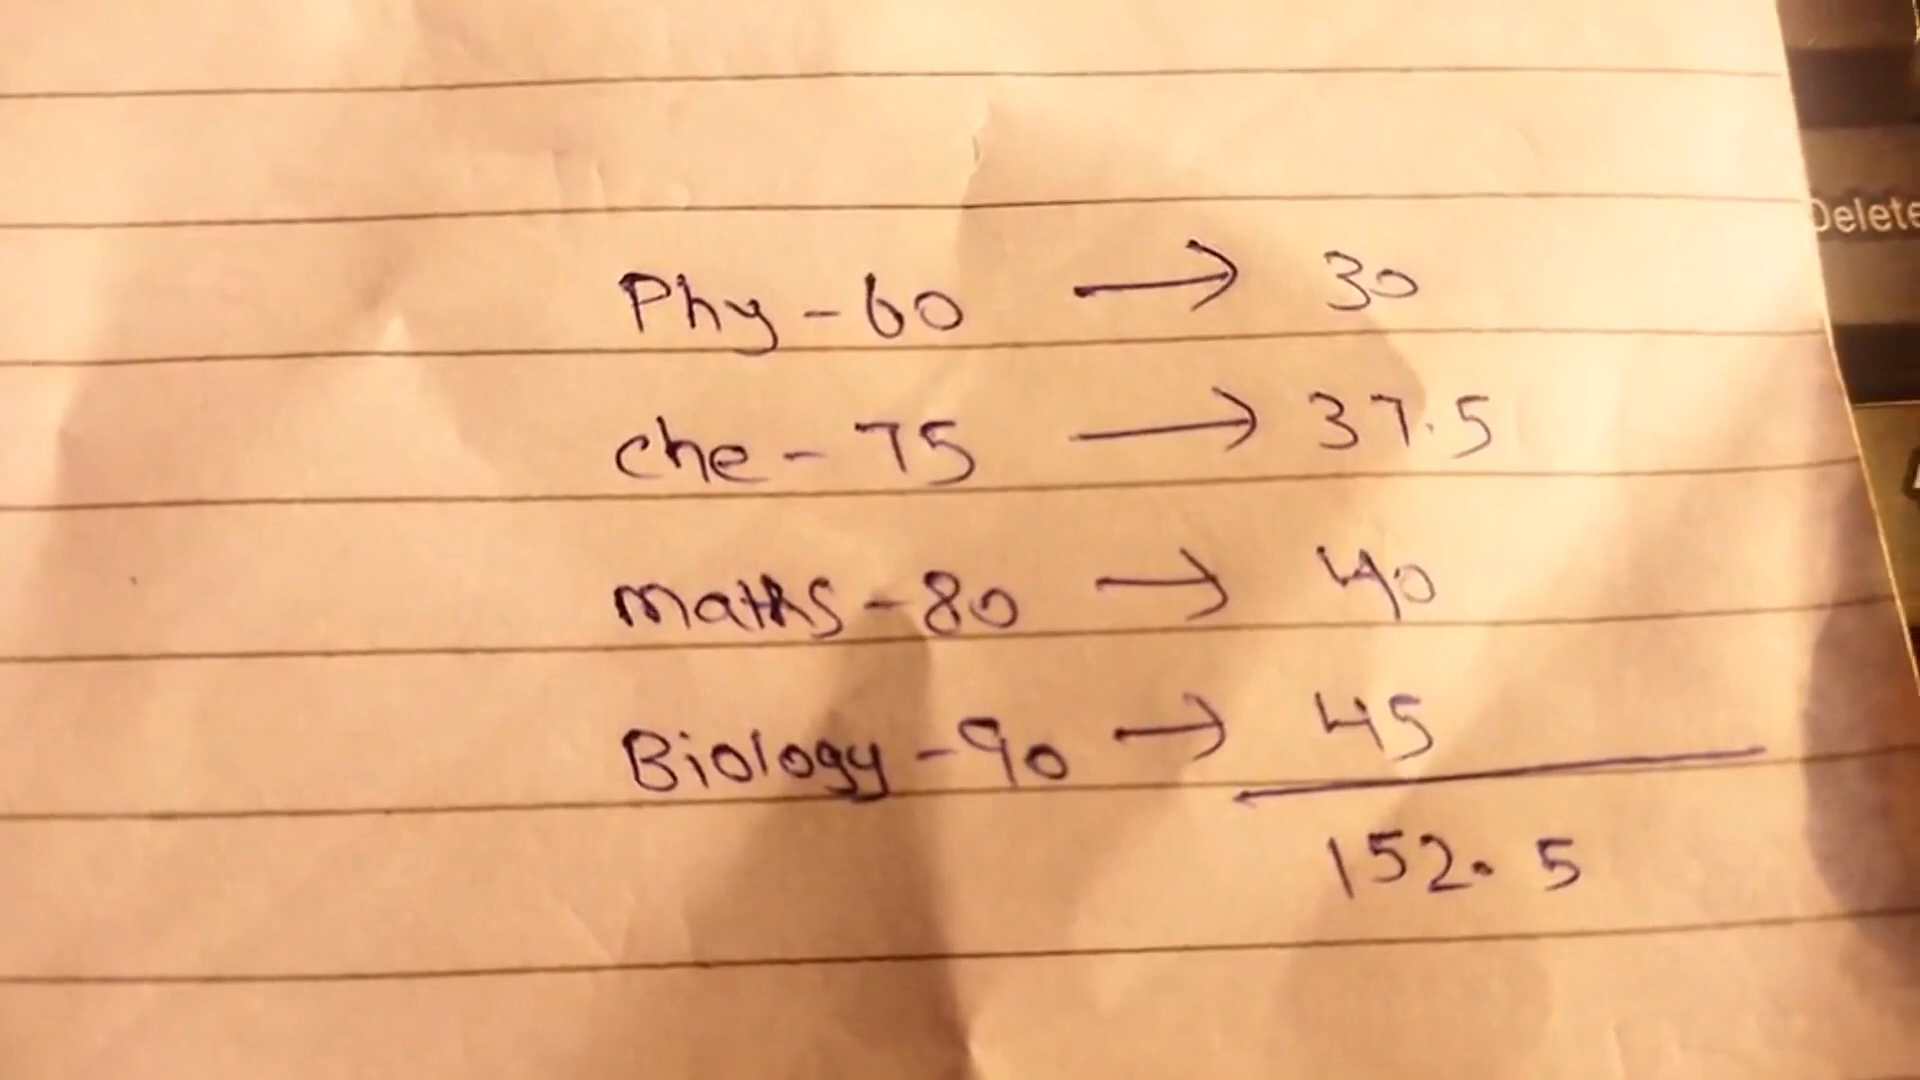 Phy - 60 → 30
che - 75 → 37.5
maths - 80 → 40
Biology - 90 → 45
152.5
Delete